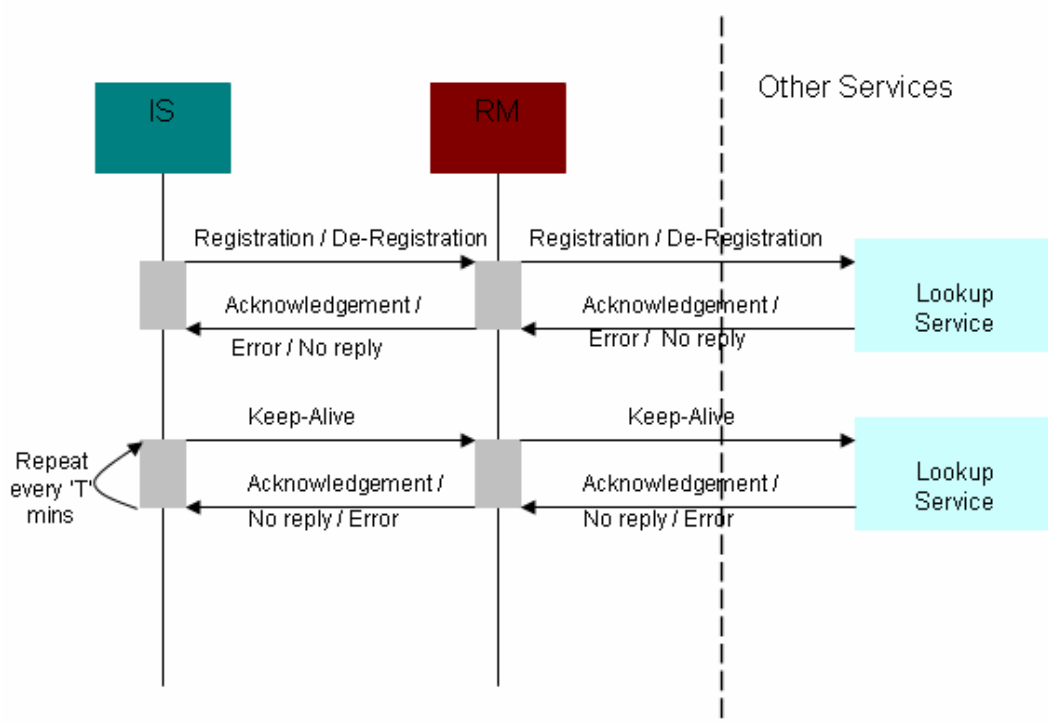 Other Services
IS
RM
Registration / De-Registration
Registration / De-Registration
Acknowledgement /
Error / No reply
Acknowledgement /
Error / No reply
Lookup
Service
Keep-Alive
Keep-Alive
Repeat
every 'T'
mins
Acknowledgement /
No reply / Error
Acknowledgement /
No reply / Error
Lookup
Service